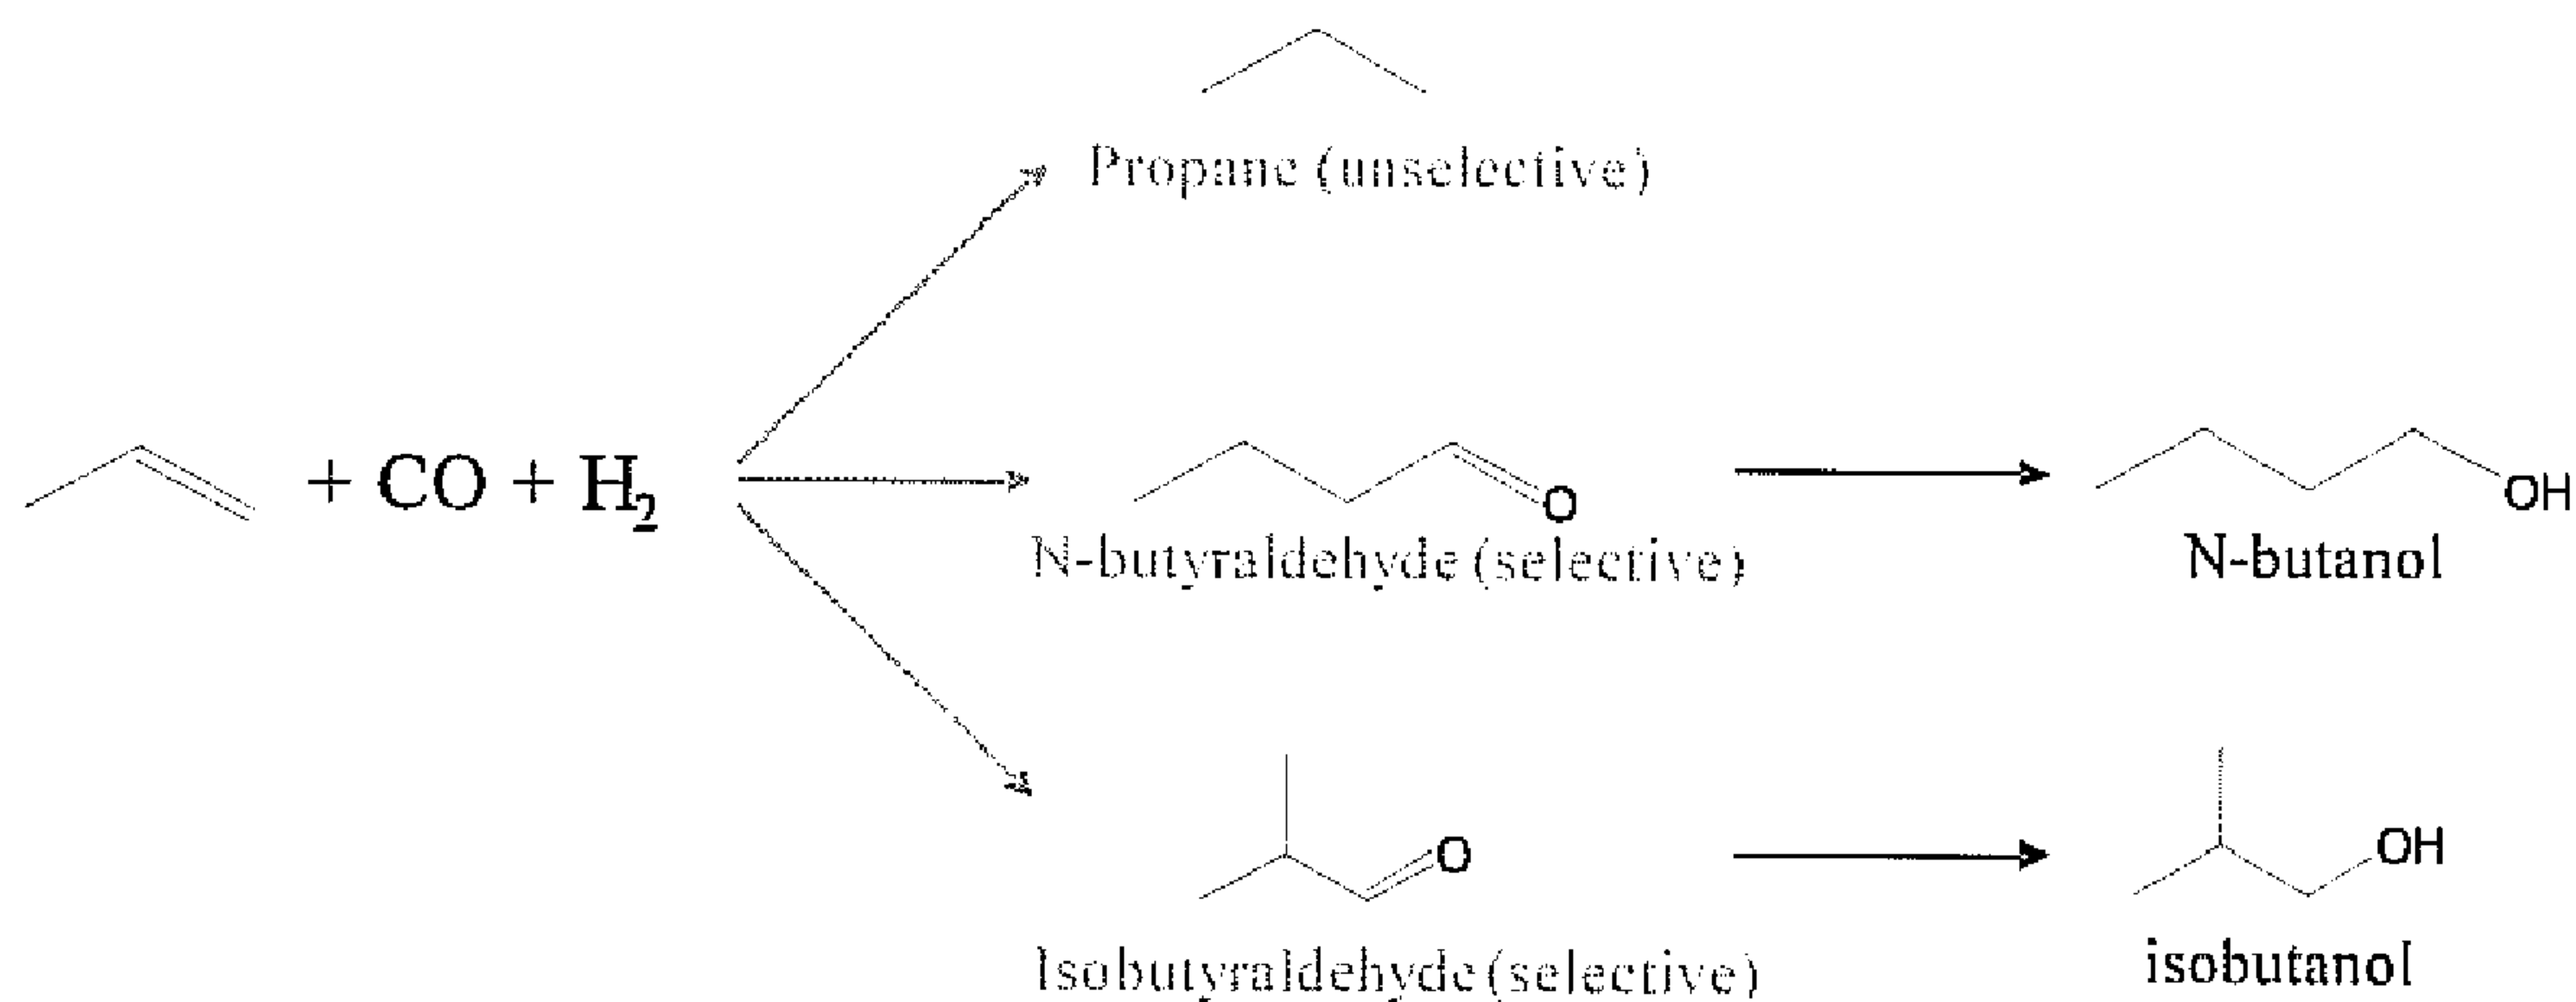 Propane (unselective)
+ CO + H₂
O
N-butyraldehyde (selective)
OH
N-butanol
O
Isobutyraldehyde (selective)
OH
isobutanol